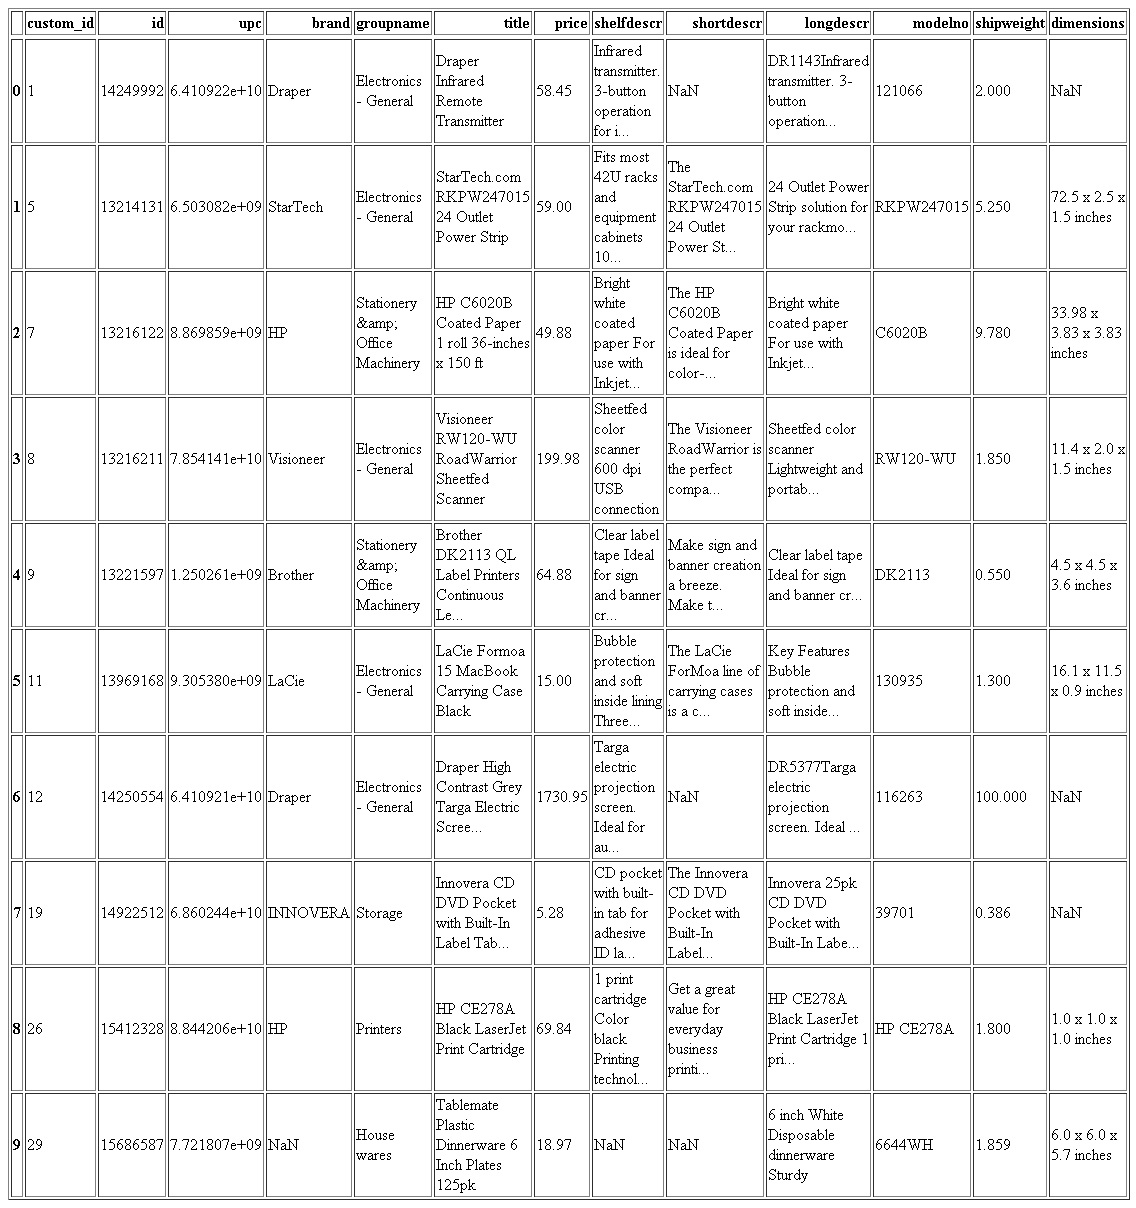 custom_id id upc brand groupname title price shelfdescr shortdescr longdescr modelno shipweight dimensions
0 1 14249992 6.410922e+10 Draper Electronics - General Draper Infrared Remote Transmitter 58.45 Infrared transmitter. 3-button operation for i... NaN DR1143Infrared transmitter. 3-button operation... 121066 2.000 NaN
1 5 13214131 6.503082e+09 StarTech Electronics - General StarTech.com RKPW247015 24 Outlet Power Strip 59.00 Fits most 42U racks and equipment cabinets 10... The StarTech.com RKPW247015 24 Outlet Power St... 24 Outlet Power Strip solution for your rackmo... RKPW247015 5.250 72.5 x 2.5 x 1.5 inches
2 7 13216122 8.869859e+09 HP Stationery &amp; Office Machinery HP C6020B Coated Paper 1 roll 36-inches x 150 ft 49.88 Bright white coated paper For use with Inkjet... The HP C6020B Coated Paper is ideal for color-... Bright white coated paper For use with Inkjet... C6020B 9.780 33.98 x 3.83 x 3.83 inches
3 8 13216211 7.854141e+10 Visioneer Electronics - General Visioneer RW120-WU RoadWarrior Sheetfed Scanner 199.98 Sheetfed color scanner 600 dpi USB connection The Visioneer RoadWarrior is the perfect compa... Sheetfed color scanner Lightweight and portab... RW120-WU 1.850 11.4 x 2.0 x 1.5 inches
4 9 13221597 1.250261e+09 Brother Stationery &amp; Office Machinery Brother DK2113 QL Label Printers Continuous Le... 64.88 Clear label tape Ideal for sign and banner cr... Make sign and banner creation a breeze. Make t... Clear label tape Ideal for sign and banner cr... DK2113 0.550 4.5 x 4.5 x 3.6 inches
5 11 13969168 9.305380e+09 LaCie Electronics - General LaCie Formoa 15 MacBook Carrying Case Black 15.00 Bubble protection and soft inside lining Three... The LaCie ForMoa line of carrying cases is a c... Key Features Bubble protection and soft inside... 130935 1.300 16.1 x 11.5 x 0.9 inches
6 12 14250554 6.410921e+10 Draper Electronics - General Draper High Contrast Grey Targa Electric Scree... 1730.95 Targa electric projection screen. Ideal for au... NaN DR5377Targa electric projection screen. Ideal ... 116263 100.000 NaN
7 19 14922512 6.860244e+10 INNOVERA Storage Innovera CD DVD Pocket with Built-In Label Tab... 5.28 CD pocket with built-in tab for adhesive ID la... The Innovera CD DVD Pocket with Built-In Label... Innovera 25pk CD DVD Pocket with Built-In Labe... 39701 0.386 NaN
8 26 15412328 8.844206e+10 HP Printers HP CE278A Black LaserJet Print Cartridge 69.84 1 print cartridge Color black Printing technol... Get a great value for everyday business printi... HP CE278A Black LaserJet Print Cartridge 1 pri... HP CE278A 1.800 1.0 x 1.0 x 1.0 inches
9 29 15686587 7.721807e+09 NaN House wares Tablemate Plastic Dinnerware 6 Inch Plates 125pk 18.97 NaN NaN 6 inch White Disposable dinnerware Sturdy 6644WH 1.859 6.0 x 6.0 x 5.7 inches